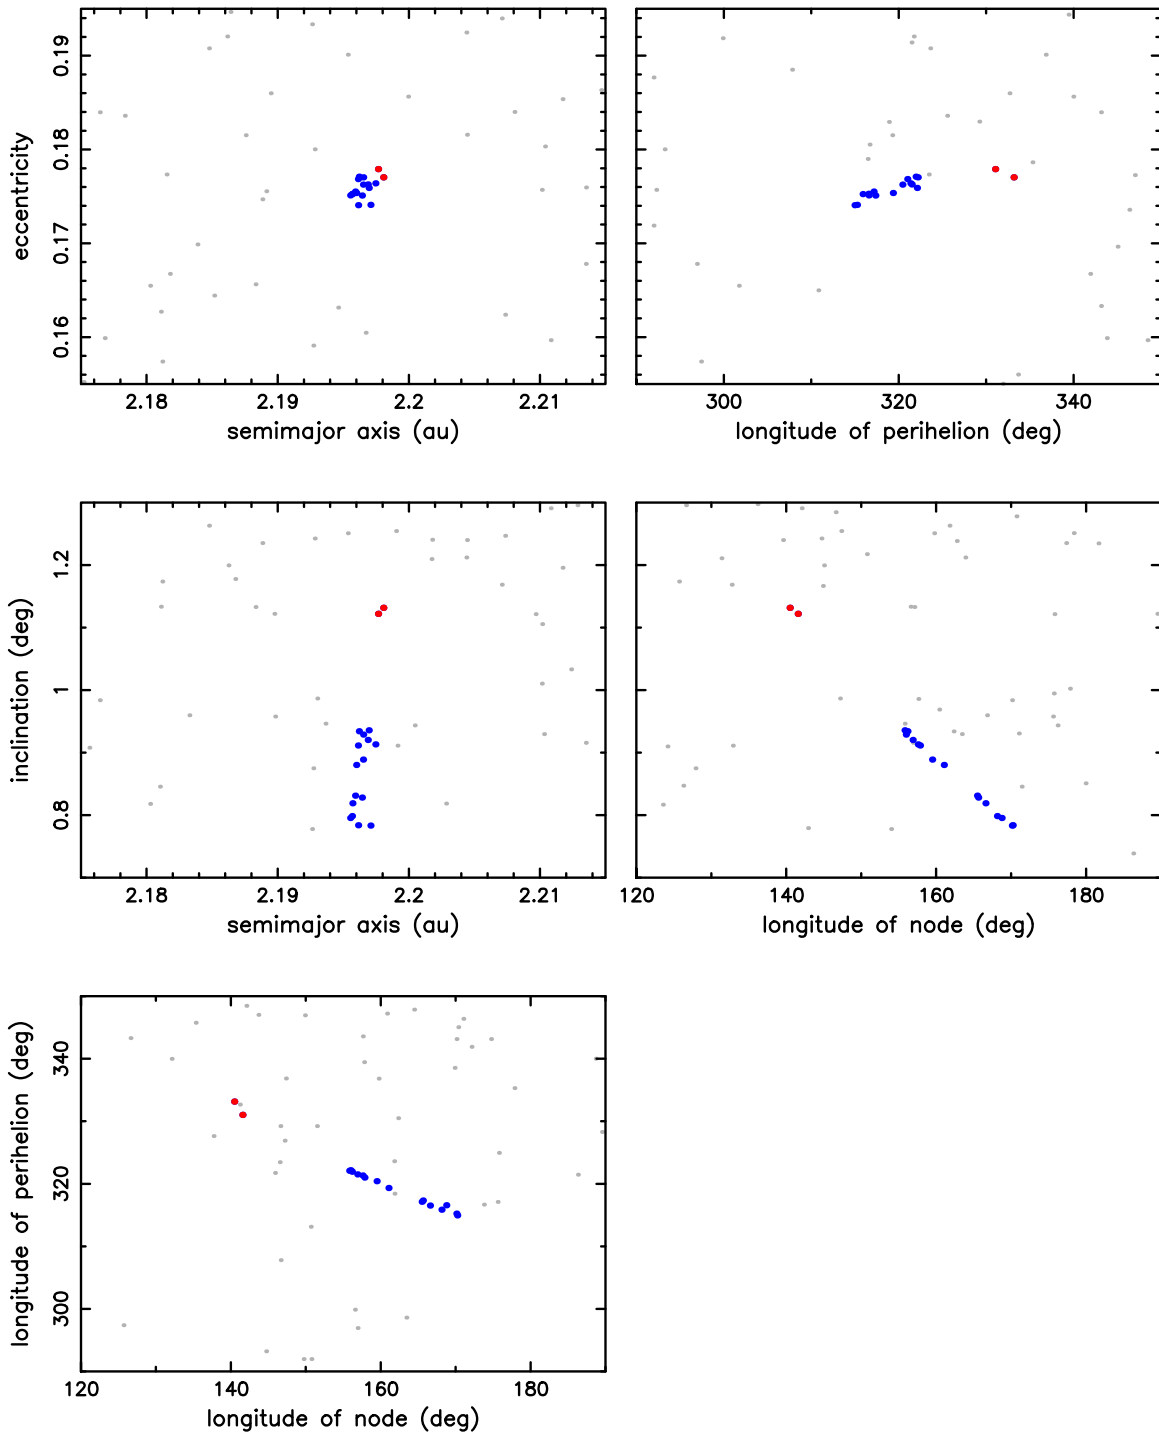 0.19
0.18
0.17
0.16
eccentricity
2.18 2.19 2.2 2.21
semimajor axis (au)
300 320 340
longitude of perihelion (deg)
1.2
1
0.8
inclination (deg)
2.18 2.19 2.2 2.21
semimajor axis (au)
120 140 160 180
longitude of node (deg)
340
320
300
longitude of perihelion (deg)
120 140 160 180
longitude of node (deg)